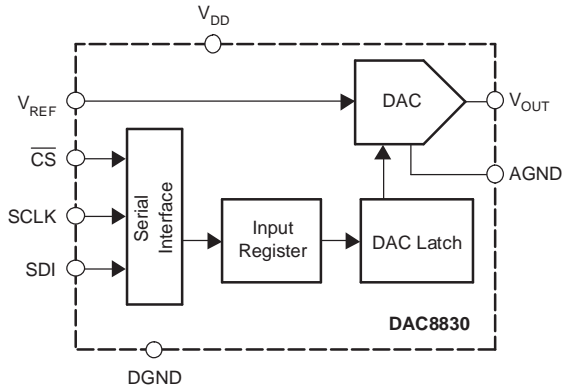 VDD
VREF
DAC
VOUT
CS
AGND
SCLK
Serial
Interface
Input
Register
DAC Latch
SDI
DAC8830
DGND